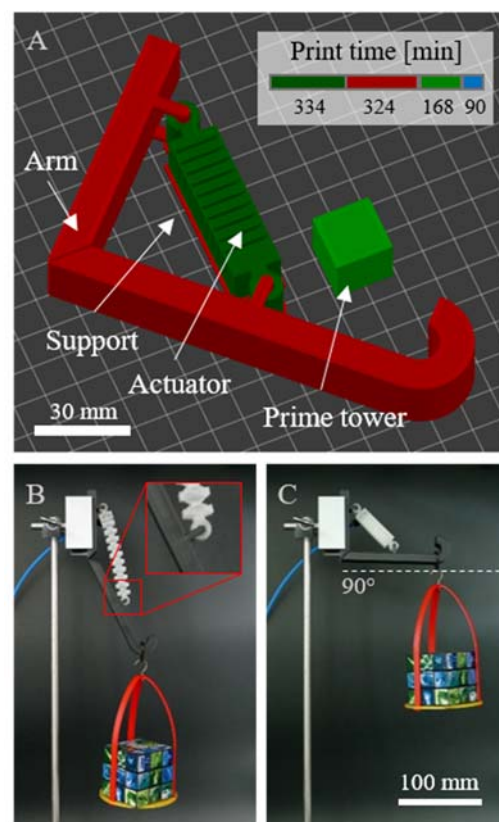 A
Print time [min]
334 324 168 90
Arm
Support
Actuator
Prime tower
30 mm
B
C
90°
100 mm